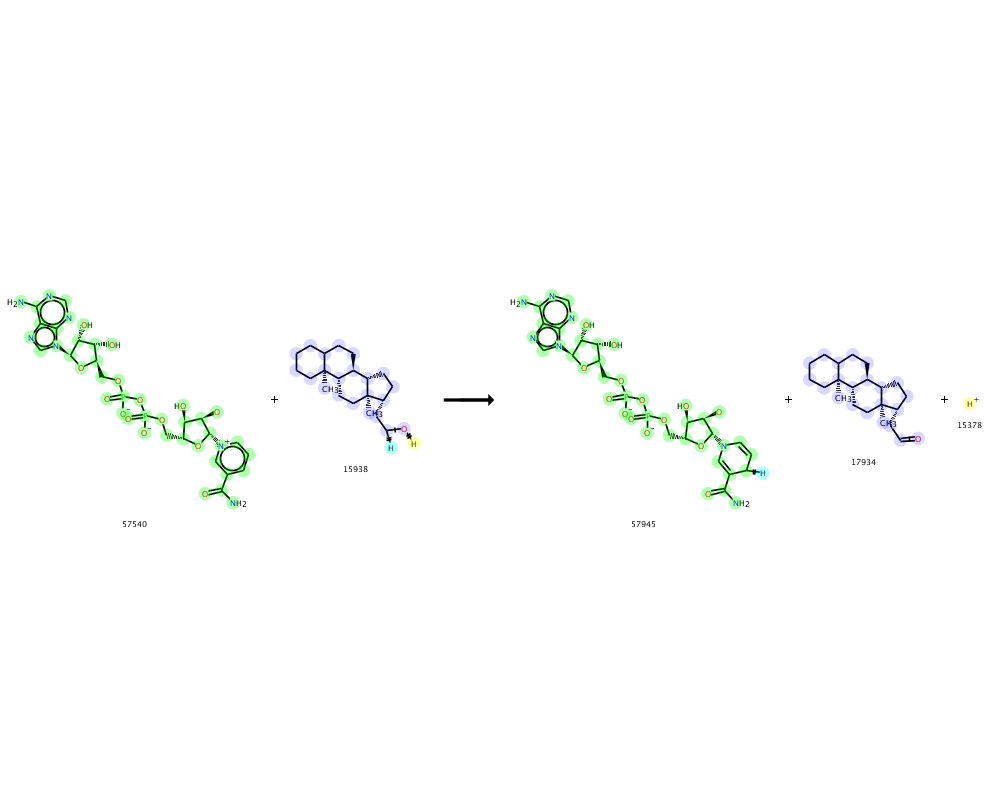 H₂N N N N N OH OH O O P O⁻ O O P O⁻ O O HO O O N⁺ O NH₂
57540
+
CH3 CH3 O H H
15938
H₂N N N N N OH OH O O P O⁻ O O P O⁻ O O HO O O N H O NH₂
57945
+
CH3 CH3 O
17934
+
H⁺
15378